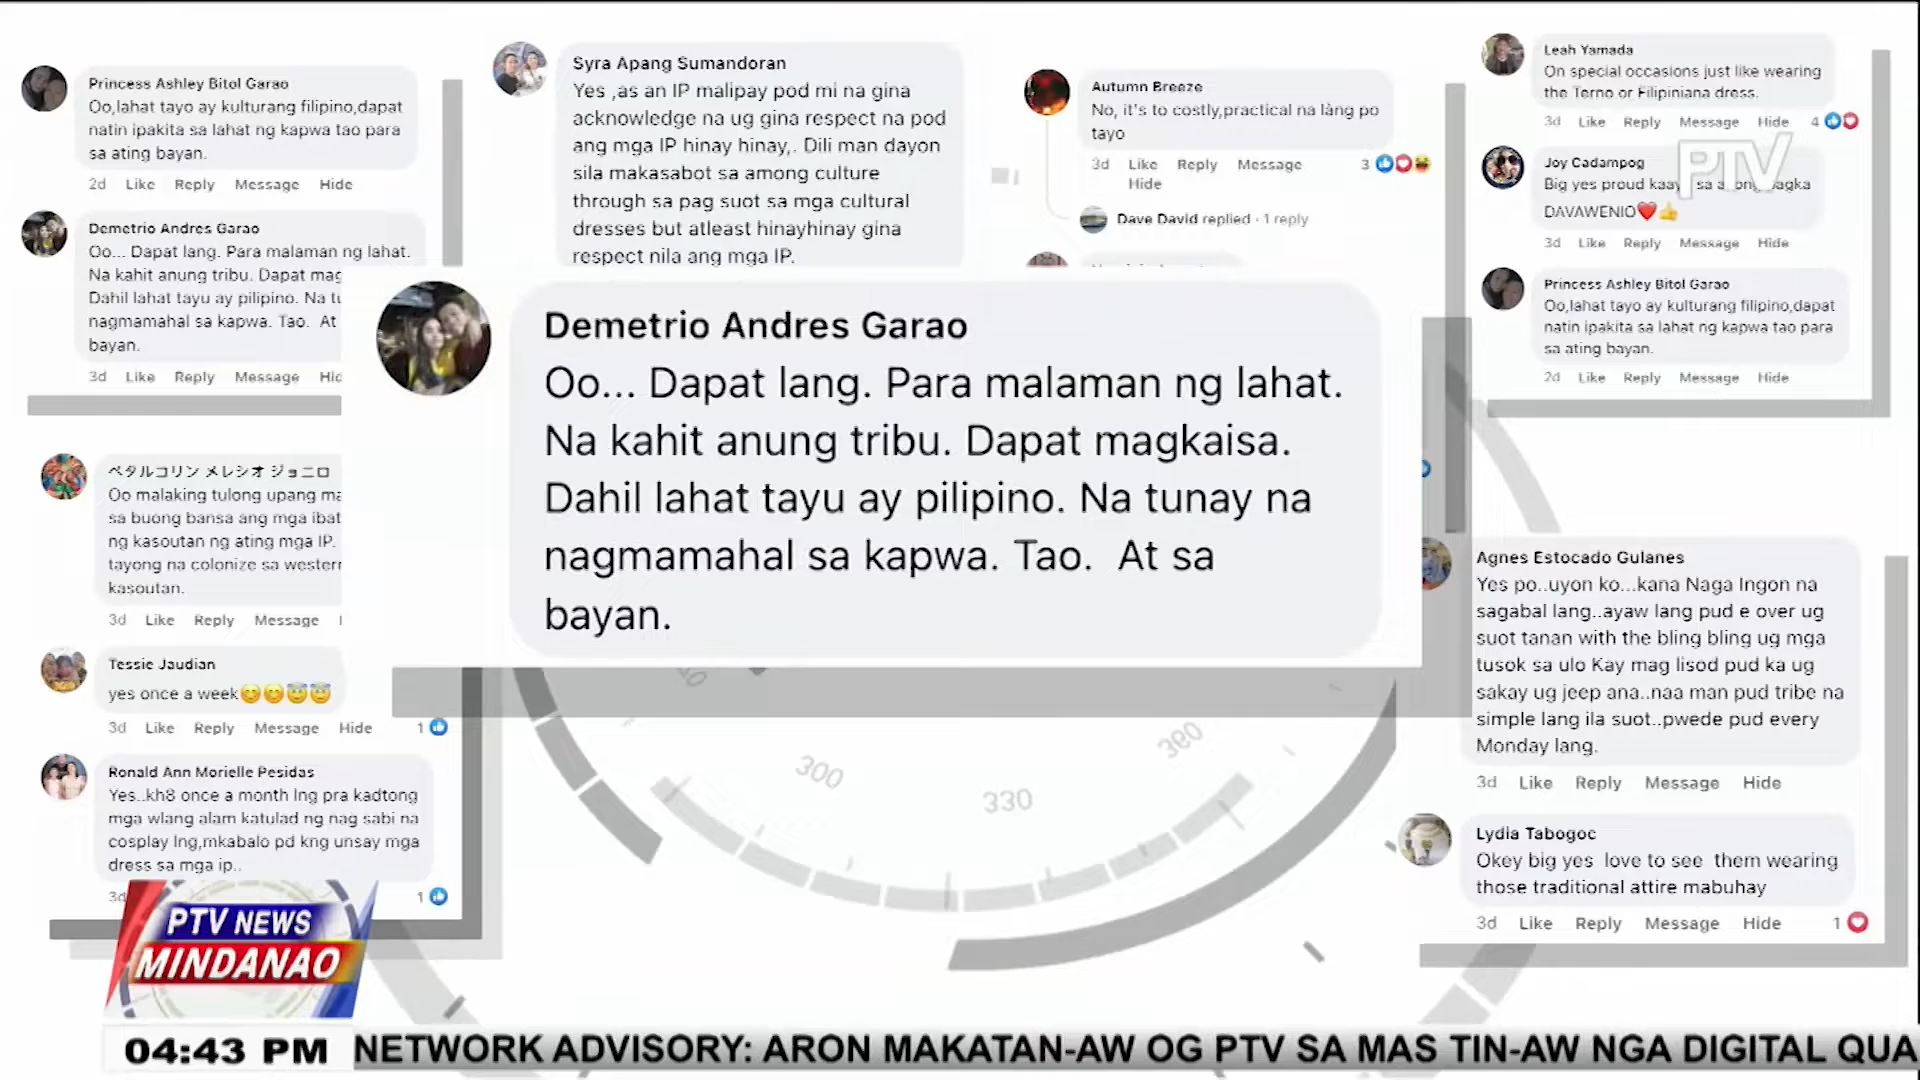 Princess Ashley Bitol Garao
Oo,lahat tayo ay kulturang filipino,dapat
natin ipakita sa lahat ng kapwa tao para
sa ating bayan.
2d Like Reply Message Hide
Demetrio Andres Garao
Oo... Dapat lang. Para malaman ng lahat.
Na kahit anung tribu. Dapat mag
Dahil lahat tayu ay pilipino. Na tu
nagmamahal sa kapwa. Tao. At
bayan.
3d Like Reply Message
ペタルコリン メレシオ ジョニロ
Oo malaking tulong upang ma
sa buong bansa ang mga ibat
ng kasoutan ng ating mga IP.
tayong na colonize sa western
kasoutan.
3d Like Reply Message
Tessie Jaudian
yes once a week😊😊😇😇
3d Like Reply Message Hide 1
Ronald Ann Morielle Pesidas
Yes..kh8 once a month lng pra kadtong
mga wlang alam katulad ng nag sabi na
cosplay lng,mkabalo pd kng unsay mga
dress sa mga ip..
3d 1
Syra Apang Sumandoran
Yes ,as an IP malipay pod mi na gina
acknowledge na ug gina respect na pod
ang mga IP hinay hinay,. Dili man dayon
sila makasabot sa among culture
through sa pag suot sa mga cultural
dresses but atleast hinayhinay gina
respect nila ang mga IP.
Autumn Breeze
No, it's to costly,practical na làng po
tayo
3d Like Reply Message 3
Hide
Dave David replied · 1 reply
Demetrio Andres Garao
Oo... Dapat lang. Para malaman ng lahat.
Na kahit anung tribu. Dapat magkaisa.
Dahil lahat tayu ay pilipino. Na tunay na
nagmamahal sa kapwa. Tao. At sa
bayan.
Leah Yamada
On special occasions just like wearing
the Terno or Filipiniana dress.
3d Like Reply Message Hide 4
PTV
Joy Cadampog
Big yes proud kaay sa among pagka
DAVAWENIO❤️👍
3d Like Reply Message Hide
Princess Ashley Bitol Garao
Oo,lahat tayo ay kulturang filipino,dapat
natin ipakita sa lahat ng kapwa tao para
sa ating bayan.
2d Like Reply Message Hide
Agnes Estocado Gulanes
Yes po..uyon ko...kana Naga Ingon na
sagabal lang..ayaw lang pud e over ug
suot tanan with the bling bling ug mga
tusok sa ulo Kay mag lisod pud ka ug
sakay ug jeep ana..naa man pud tribe na
simple lang ila suot..pwede pud every
Monday lang.
3d Like Reply Message Hide
Lydia Tabogoc
Okey big yes love to see them wearing
those traditional attire mabuhay
3d Like Reply Message Hide 1
300
330
360
PTV NEWS
MINDANAO
04:43 PM NETWORK ADVISORY: ARON MAKATAN-AW OG PTV SA MAS TIN-AW NGA DIGITAL QUA